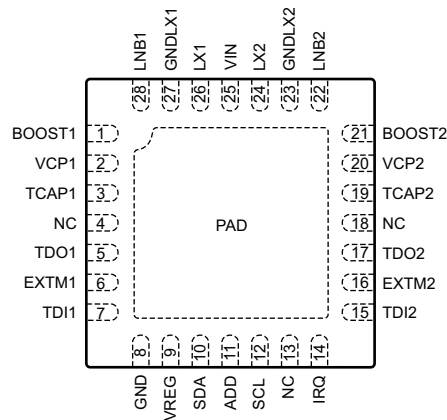 LNB1
GNDLX1
LX1
VIN
LX2
GNDLX2
LNB2
28
27
26
25
24
23
22
BOOST1 1
VCP1 2
TCAP1 3
NC 4
TDO1 5
EXTM1 6
TDI1 7
PAD
21 BOOST2
20 VCP2
19 TCAP2
18 NC
17 TDO2
16 EXTM2
15 TDI2
8
9
10
11
12
13
14
GND
VREG
SDA
ADD
SCL
NC
IRQ